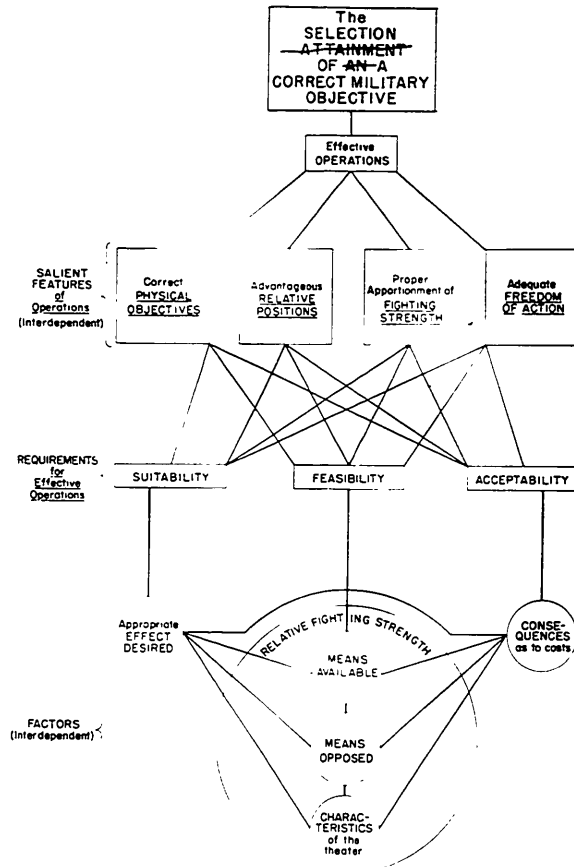 The
SELECTION
ATTAINMENT
OF AN A
CORRECT MILITARY
OBJECTIVE
Effective
OPERATIONS
SALIENT
FEATURES
of
Operations
(Interdependent)
Correct
PHYSICAL
OBJECTIVES
Advantageous
RELATIVE
POSITIONS
Proper
Apportionment of
FIGHTING
STRENGTH
Adequate
FREEDOM
OF ACTION
REQUIREMENTS
for
Effective
Operations
SUITABILITY
FEASIBILITY
ACCEPTABILITY
Appropriate
EFFECT
DESIRED
RELATIVE FIGHTING STRENGTH
CONSE-
QUENCES
as to costs
MEANS
AVAILABLE
FACTORS
(Interdependent)
MEANS
OPPOSED
CHARAC-
TERISTICS
of the
theater